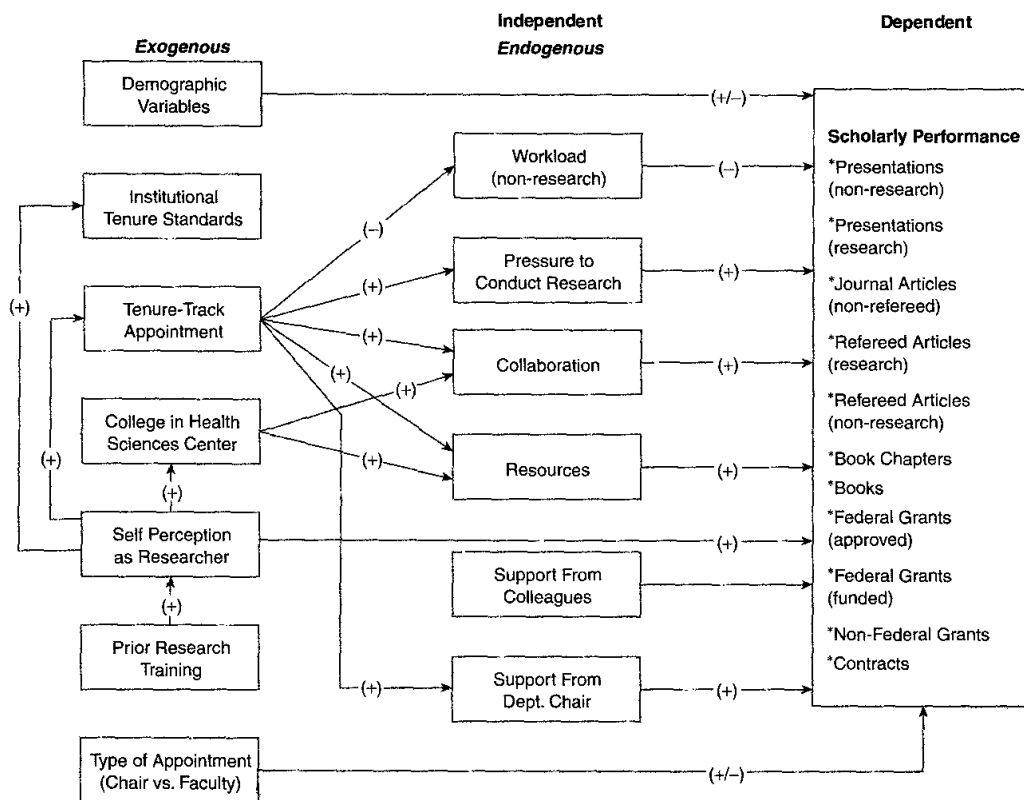 Independent
Dependent
Exogenous
Endogenous
Demographic
Variables
(+/−)
Workload
(non-research)
(−)
Institutional
Tenure Standards
(−)
Pressure to
Conduct Research
(+)
(+)
(+)
Tenure-Track
Appointment
(+)
Collaboration
(+)
(+)
(+)
College in Health
Sciences Center
(+)
(+)
Resources
(+)
(+)
Self Perception
as Researcher
(+)
Support From
Colleagues
(+)
Prior Research
Training
(+)
Support From
Dept. Chair
(+)
Type of Appointment
(Chair vs. Faculty)
(+/−)
Scholarly Performance
*Presentations
(non-research)
*Presentations
(research)
*Journal Articles
(non-refereed)
*Refereed Articles
(research)
*Refereed Articles
(non-research)
*Book Chapters
*Books
*Federal Grants
(approved)
*Federal Grants
(funded)
*Non-Federal Grants
*Contracts